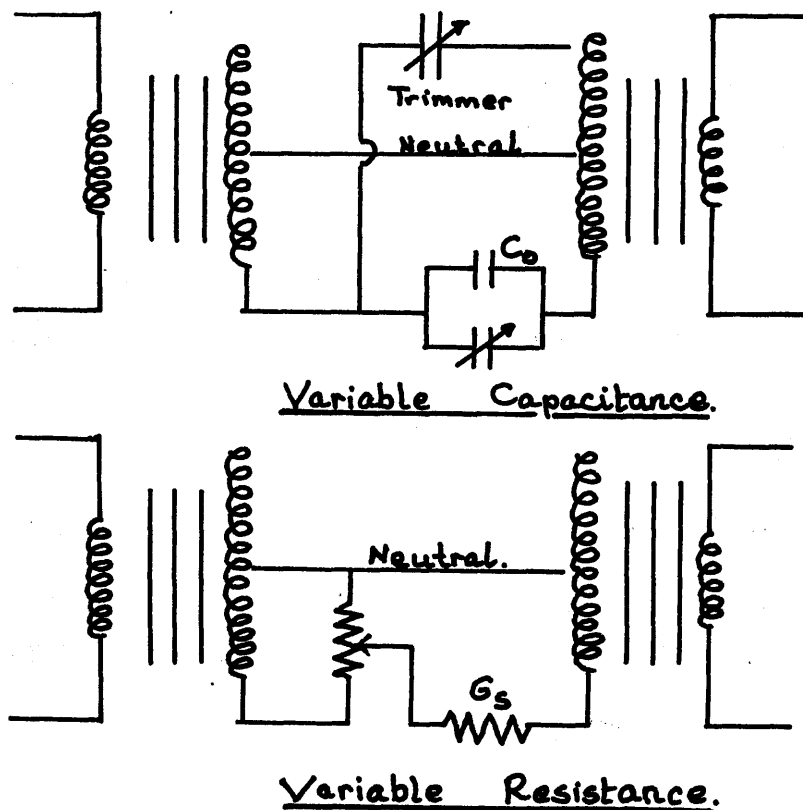 Trimmer
Neutral
C₀
Variable Capacitance.
Neutral.
Gₛ
Variable Resistance.